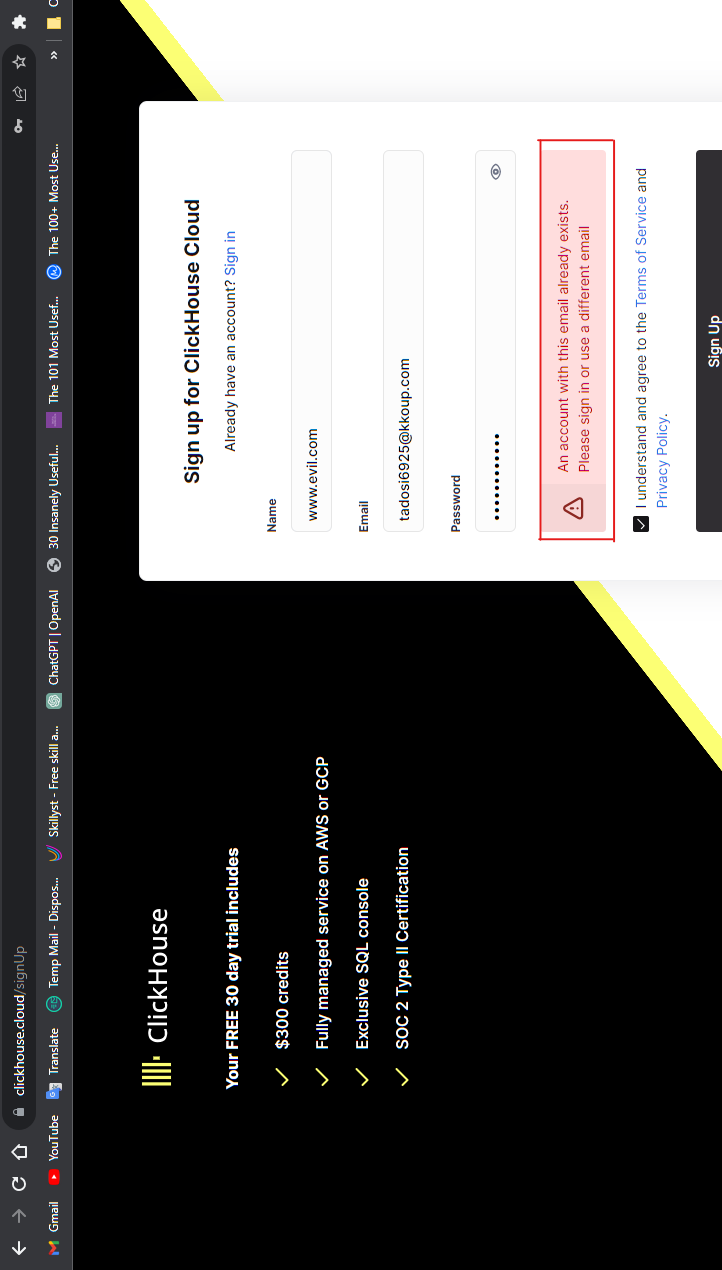 clickhouse.cloud/signUp
Gmail
YouTube
Translate
Temp Mail - Dispos...
Skillyst - Free skill a...
ChatGPT | OpenAI
30 Insanely Useful...
The 101 Most Usef...
The 100+ Most Use...
»
ClickHouse
Your FREE 30 day trial includes
$300 credits
Fully managed service on AWS or GCP
Exclusive SQL console
SOC 2 Type II Certification
Sign up for ClickHouse Cloud
Already have an account? Sign in
Name
www.evil.com
Email
tadosi6925@kkoup.com
Password
••••••••••••
An account with this email already exists.
Please sign in or use a different email
I understand and agree to the Terms of Service and
Privacy Policy.
Sign Up